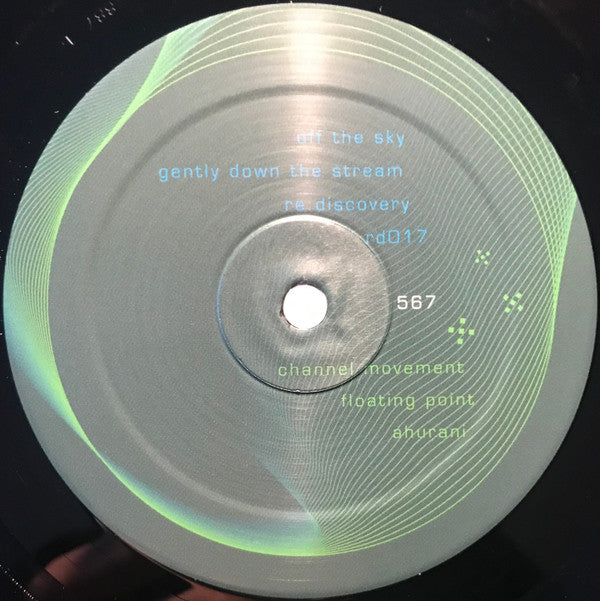 off the sky
gently down the stream
re.discovery
rd017
567
channel movement
floating point
ahurani